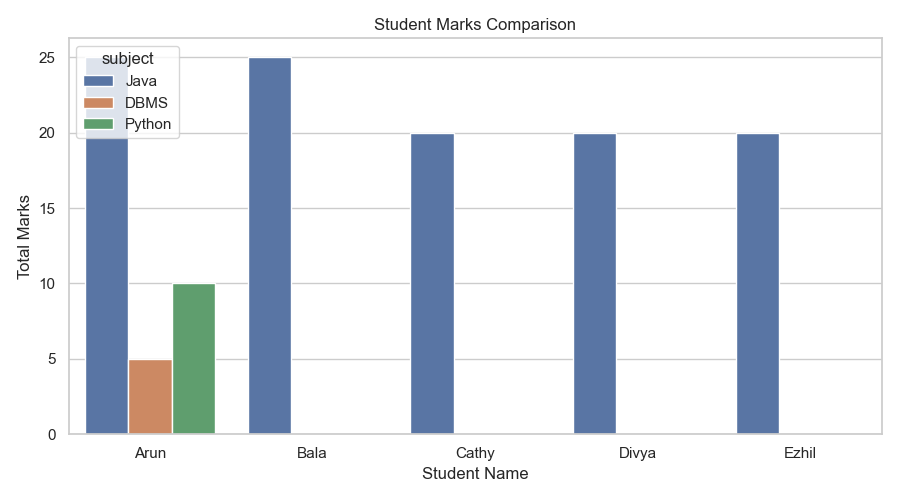 Student Marks Comparison
subject
Java
DBMS
Python
25
20
15
10
5
0
Total Marks
Arun Bala Cathy Divya Ezhil
Student Name